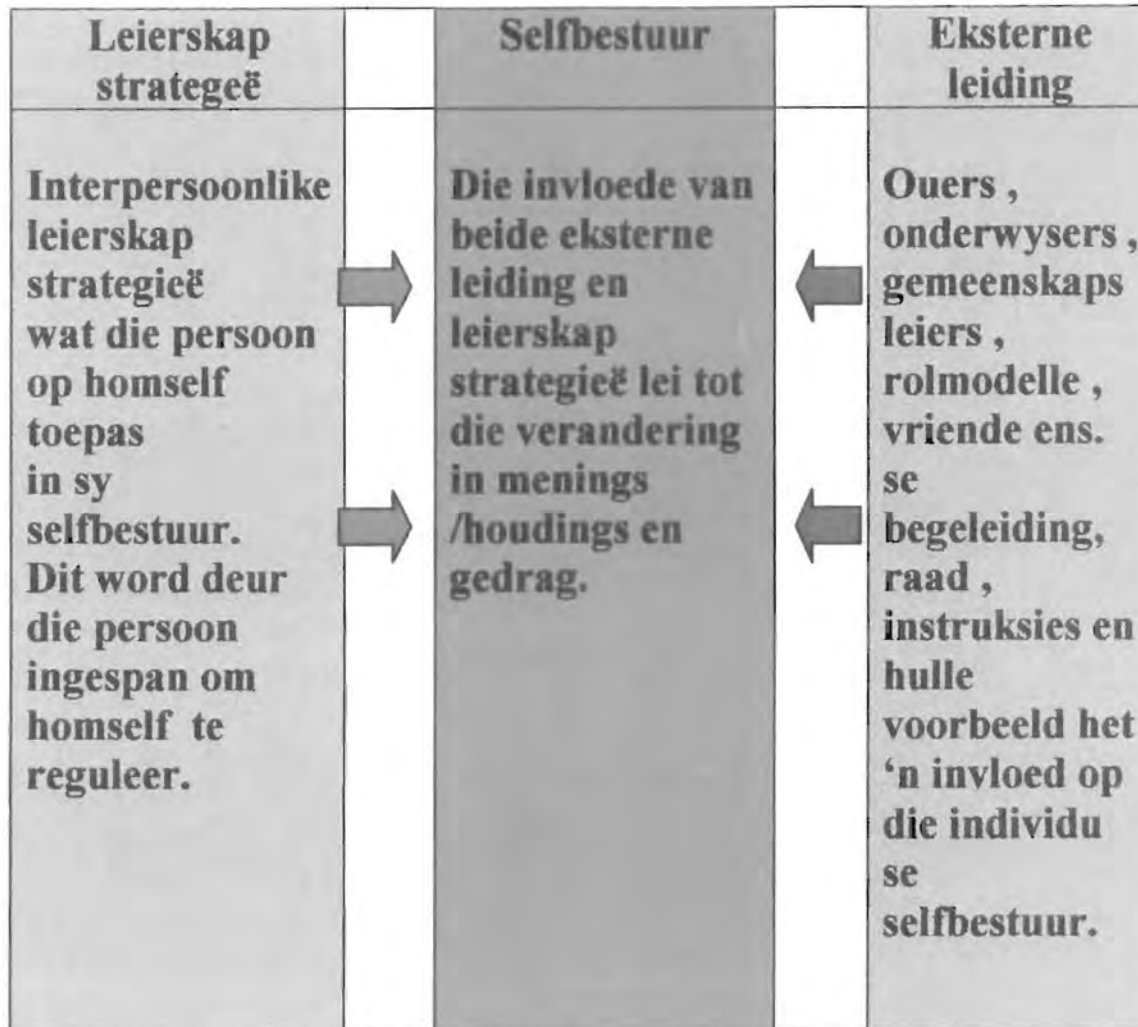 Leierskap
strategeë
Selfbestuur
Eksterne
leiding
Interpersoonlike
leierskap
strategieë
wat die persoon
op homself
toepas
in sy
selfbestuur.
Dit word deur
die persoon
ingespan om
homself te
reguleer.
Die invloede van
beide eksterne
leiding en
leierskap
strategieë lei tot
die verandering
in menings
/houdings en
gedrag.
Ouers ,
onderwysers ,
gemeenskaps
leiers ,
rolmodelle ,
vriende ens.
se
begeleiding,
raad ,
instruksies en
hulle
voorbeeld het
‘n invloed op
die individu
se
selfbestuur.